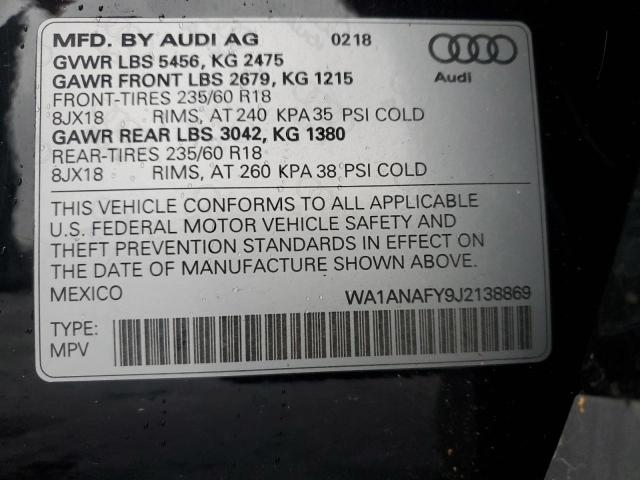 MFD. BY AUDI AG 0218
GVWR LBS 5456, KG 2475
GAWR FRONT LBS 2679, KG 1215 Audi
FRONT-TIRES 235/60 R18
8JX18 RIMS, AT 240 KPA 35 PSI COLD
GAWR REAR LBS 3042, KG 1380
REAR-TIRES 235/60 R18
8JX18 RIMS, AT 260 KPA 38 PSI COLD
THIS VEHICLE CONFORMS TO ALL APPLICABLE
U.S. FEDERAL MOTOR VEHICLE SAFETY AND
THEFT PREVENTION STANDARDS IN EFFECT ON
THE DATE OF MANUFACTURE SHOWN ABOVE.
MEXICO WA1ANAFY9J2138869
TYPE:
MPV